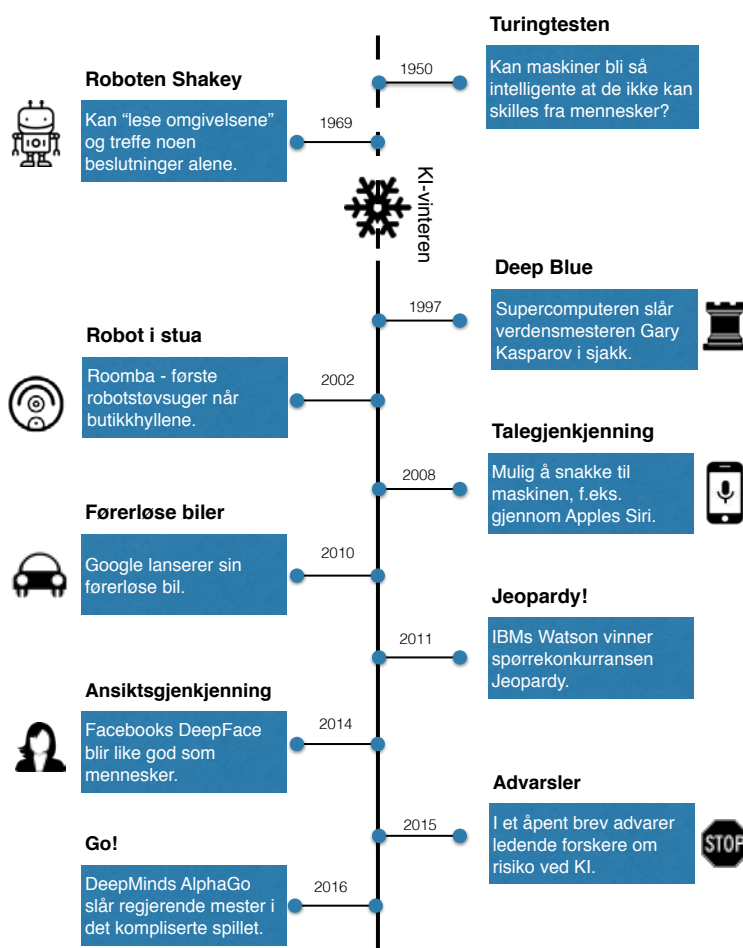 Turingtesten
1950
Kan maskiner bli så
intelligente at de ikke kan
skilles fra mennesker?
Roboten Shakey
1969
Kan “lese omgivelsene”
og treffe noen
beslutninger alene.
KI-vinteren
Deep Blue
1997
Supercomputeren slår
verdensmesteren Gary
Kasparov i sjakk.
Robot i stua
2002
Roomba - første
robotstøvsuger når
butikkhyllene.
Talegjenkjenning
2008
Mulig å snakke til
maskinen, f.eks.
gjennom Apples Siri.
Førerløse biler
2010
Google lanserer sin
førerløse bil.
Jeopardy!
2011
IBMs Watson vinner
spørrekonkurransen
Jeopardy.
Ansiktsgjenkjenning
2014
Facebooks DeepFace
blir like god som
mennesker.
Advarsler
2015
I et åpent brev advarer
ledende forskere om
risiko ved KI.
STOP
Go!
2016
DeepMinds AlphaGo
slår regjerende mester i
det kompliserte spillet.